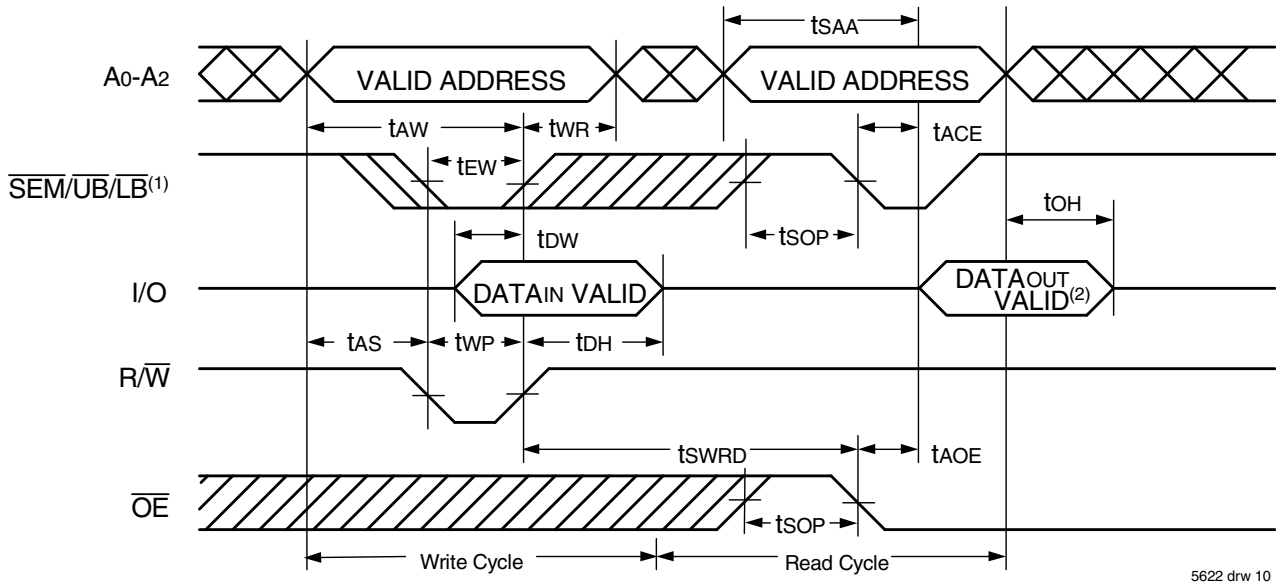 tSAA
A0-A2
VALID ADDRESS
VALID ADDRESS
tAW
tWR
tACE
tEW
SEM/UB/LB(1)
tSOP
tOH
tDW
I/O
DATAIN VALID
DATAOUT
VALID(2)
tAS
tWP
tDH
R/W
tSWRD
tAOE
OE
tSOP
Write Cycle
Read Cycle
5622 drw 10